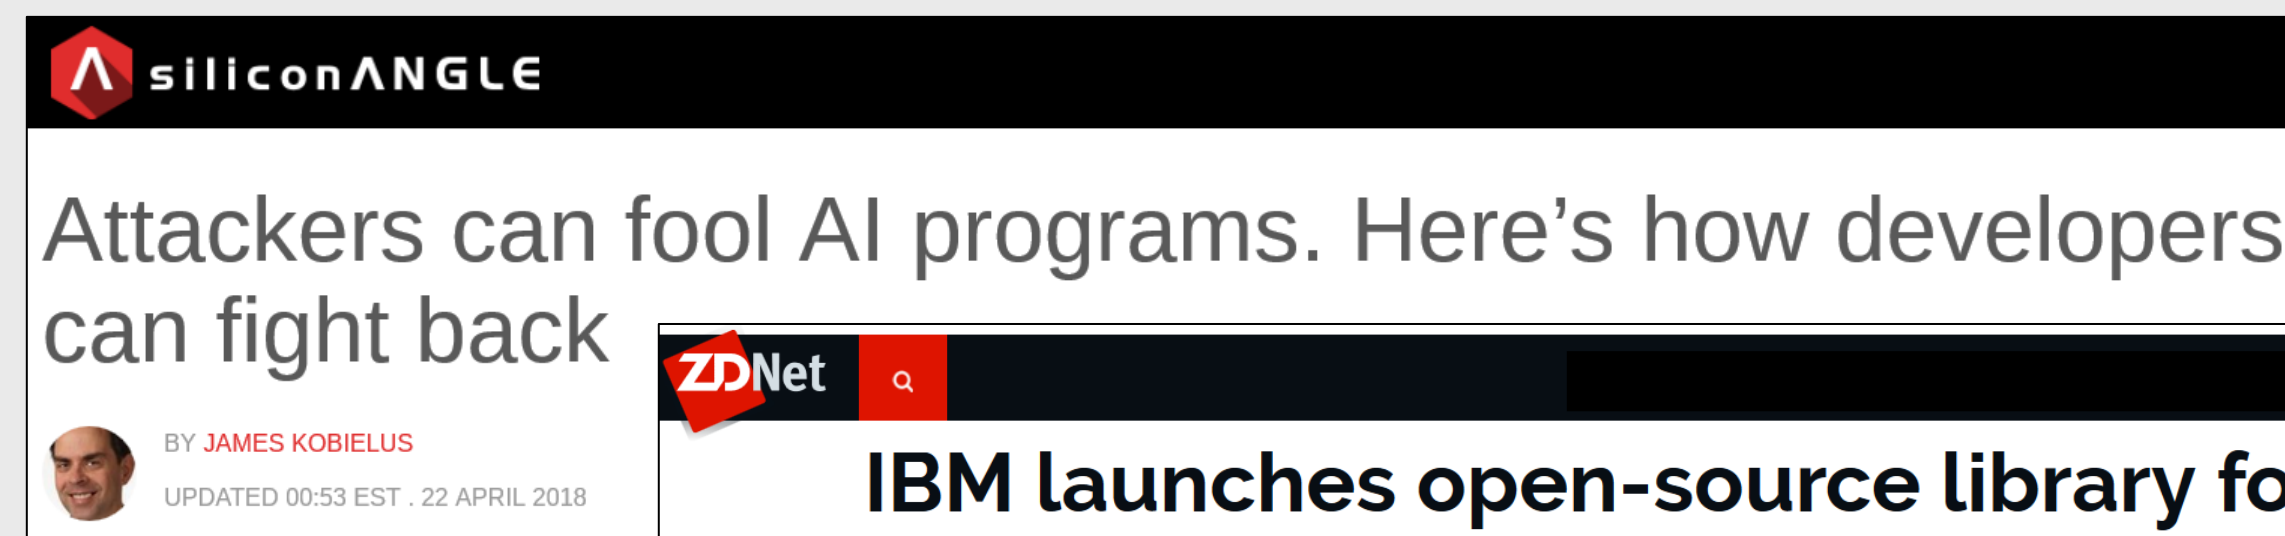 siliconANGLE
Attackers can fool AI programs. Here’s how developers
can fight back
BY JAMES KOBIELUS
UPDATED 00:53 EST . 22 APRIL 2018
ZDNet
IBM launches open-source library fo